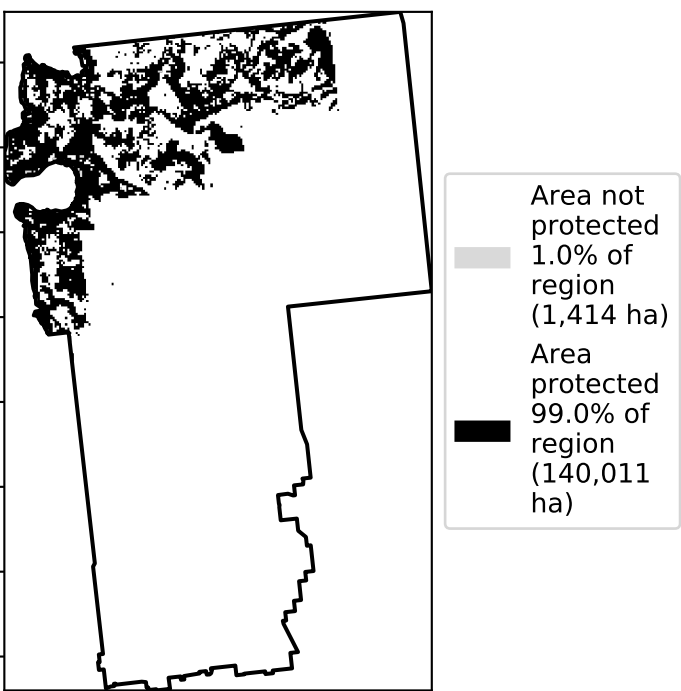 Area not
protected
1.0% of
region
(1,414 ha)
Area
protected
99.0% of
region
(140,011
ha)